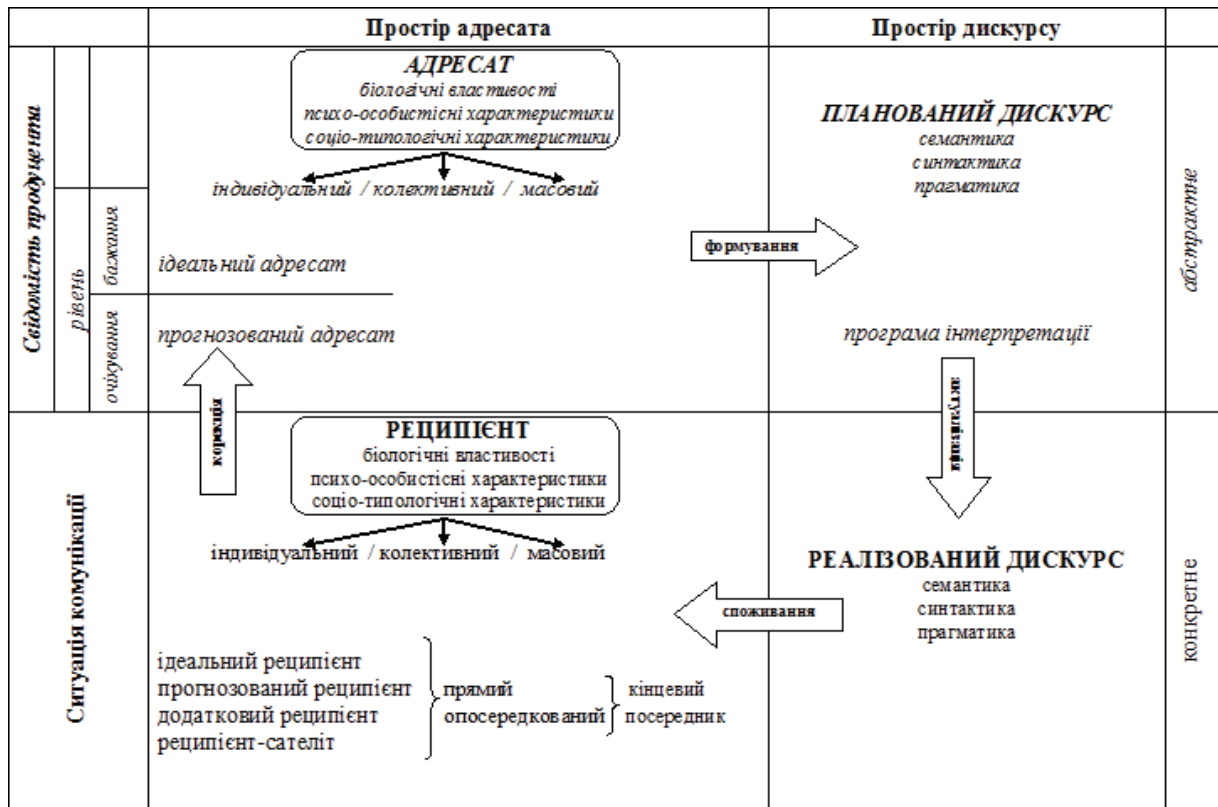 Простір адресата
Простір дискурсу
Свідомість продуцента
рівень
бажання
очікування
АДРЕСАТ
біологічні властивості
психо-особистісні характеристики
соціо-типологічні характеристики
індивідуальний / колективний / масовий
ідеальний адресат
прогнозований адресат
формування
ПЛАНОВАНИЙ ДИСКУРС
семантика
синтактика
прагматика
програма інтерпретації
абстрактне
корекція
актуалізація
Ситуація комунікації
РЕЦИПІЄНТ
біологічні властивості
психо-особистісні характеристики
соціо-типологічні характеристики
індивідуальний / колективний / масовий
РЕАЛІЗОВАНИЙ ДИСКУРС
семантика
синтактика
прагматика
споживання
конкретне
ідеальний реципієнт
прогнозований реципієнт
додатковий реципієнт
реципієнт-сателіт
прямий
опосередкований
кінцевий
посередник